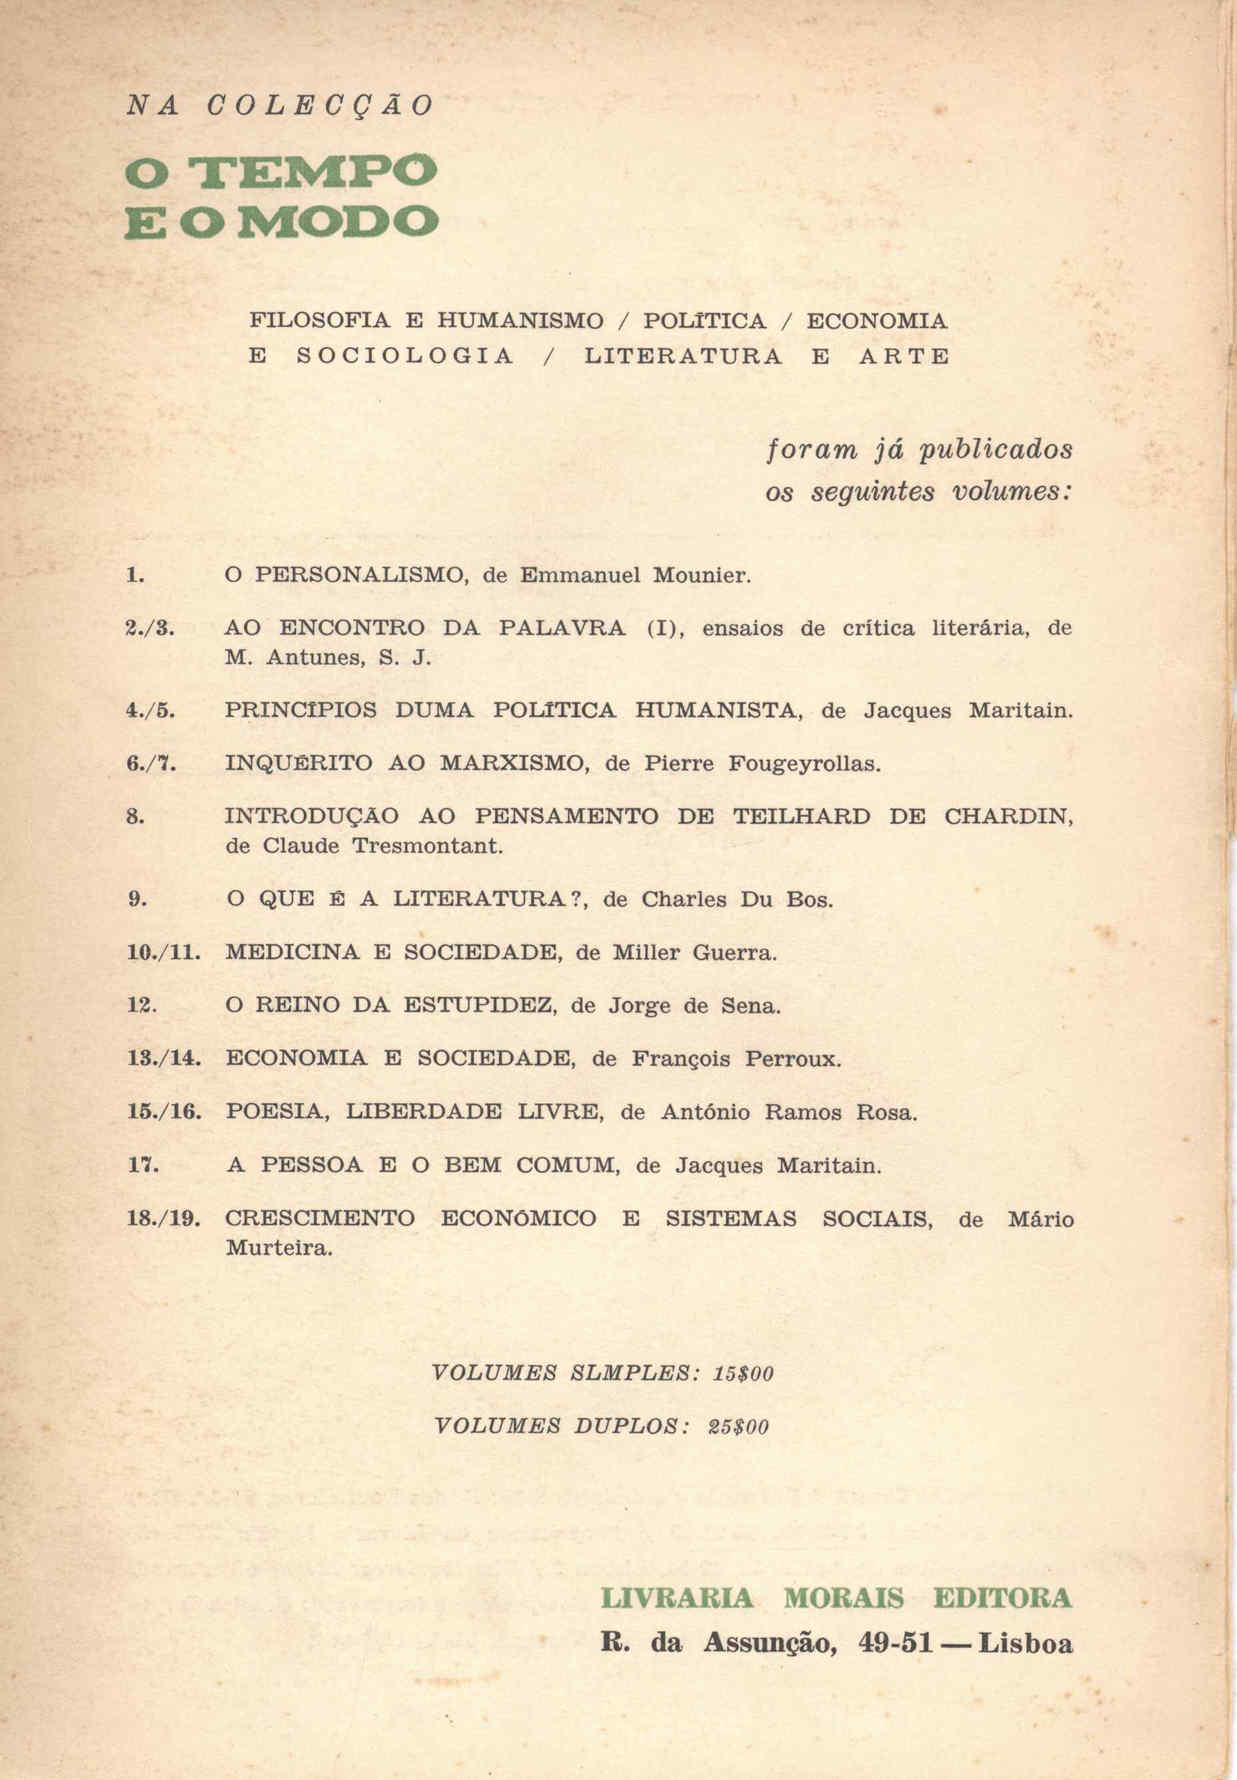 NA COLECÇÃO
O TEMPO
E O MODO
FILOSOFIA E HUMANISMO / POLÍTICA / ECONOMIA
E SOCIOLOGIA / LITERATURA E ARTE
foram já publicados
os seguintes volumes:
1. O PERSONALISMO, de Emmanuel Mounier.
2./3. AO ENCONTRO DA PALAVRA (I), ensaios de crítica literária, de
M. Antunes, S. J.
4./5. PRINCÍPIOS DUMA POLÍTICA HUMANISTA, de Jacques Maritain.
6./7. INQUÉRITO AO MARXISMO, de Pierre Fougeyrollas.
8. INTRODUÇÃO AO PENSAMENTO DE TEILHARD DE CHARDIN,
de Claude Tresmontant.
9. O QUE É A LITERATURA?, de Charles Du Bos.
10./11. MEDICINA E SOCIEDADE, de Miller Guerra.
12. O REINO DA ESTUPIDEZ, de Jorge de Sena.
13./14. ECONOMIA E SOCIEDADE, de François Perroux.
15./16. POESIA, LIBERDADE LIVRE, de António Ramos Rosa.
17. A PESSOA E O BEM COMUM, de Jacques Maritain.
18./19. CRESCIMENTO ECONÓMICO E SISTEMAS SOCIAIS, de Mário
Murteira.
VOLUMES SLMPLES: 15$00
VOLUMES DUPLOS: 25$00
LIVRARIA MORAIS EDITORA
R. da Assunção, 49-51 — Lisboa